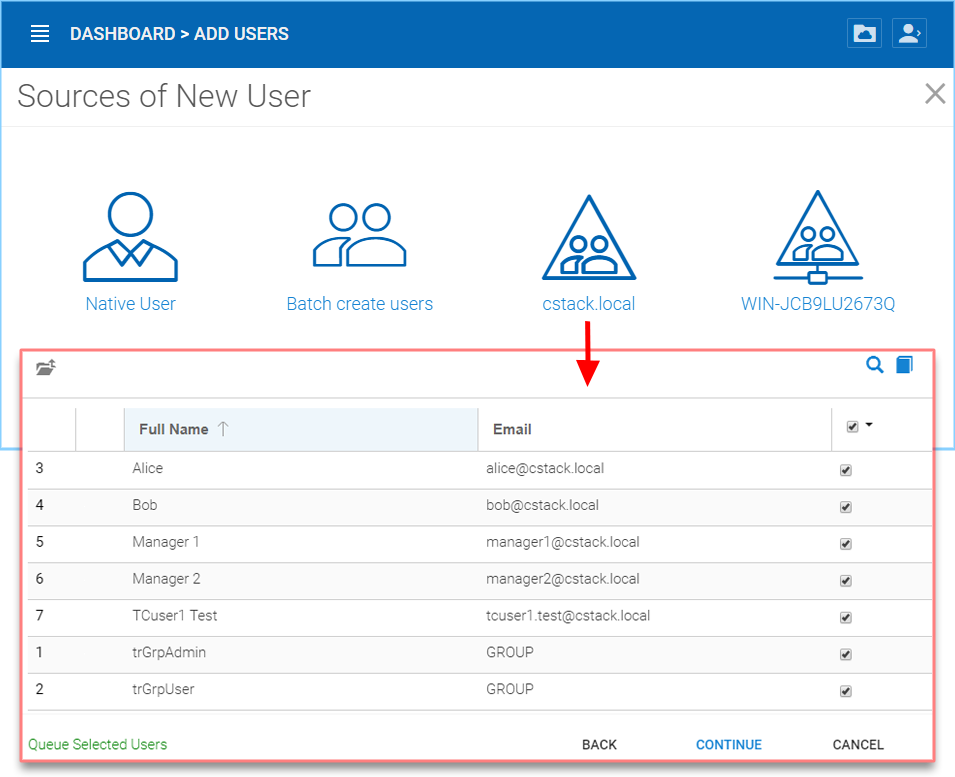 DASHBOARD > ADD USERS
Sources of New User
Native User Batch create users cstack.local WIN-JCB9LU2673Q
Full Name Email
3 Alice alice@cstack.local
4 Bob bob@cstack.local
5 Manager 1 manager1@cstack.local
6 Manager 2 manager2@cstack.local
7 TCuser1 Test tcuser1.test@cstack.local
1 trGrpAdmin GROUP
2 trGrpUser GROUP
Queue Selected Users BACK CONTINUE CANCEL